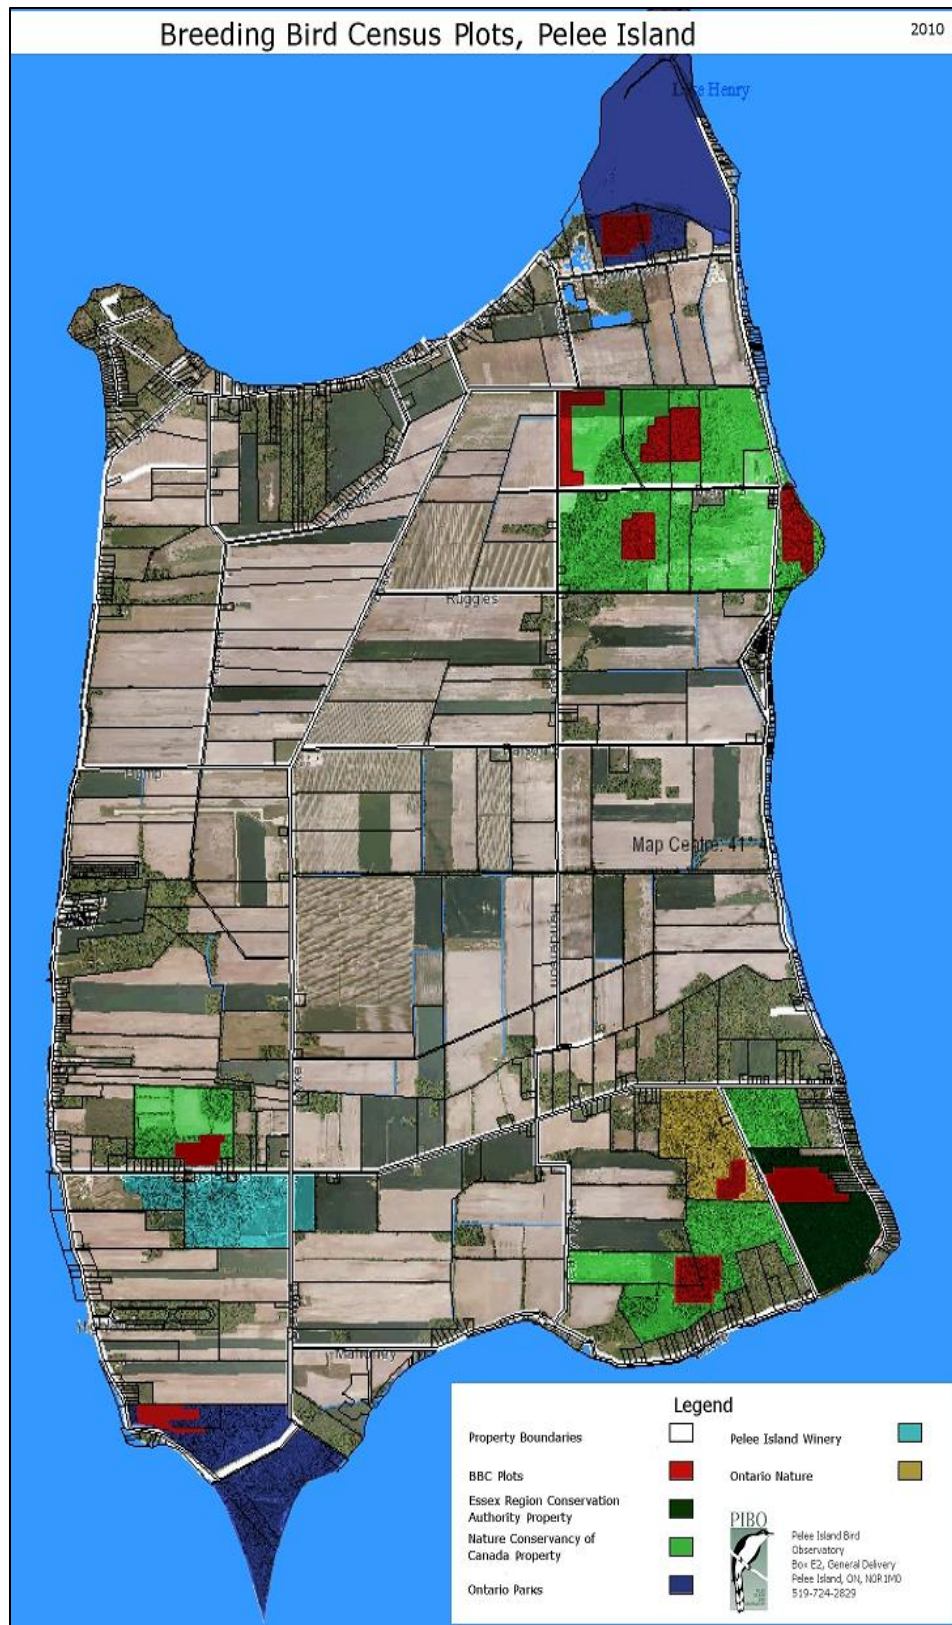 Breeding Bird Census Plots, Pelee Island
2010
Lake Henry
Ruggles
Map Centre: 41°
Henderson
Legend
Property Boundaries
Pelee Island Winery
BBC Plots
Ontario Nature
Essex Region Conservation
Authority Property
Nature Conservancy of
Canada Property
Ontario Parks
PIBO
Pelee Island Bird
Observatory
Box E2, General Delivery
Pelee Island, ON, N0R1M0
519-724-2829